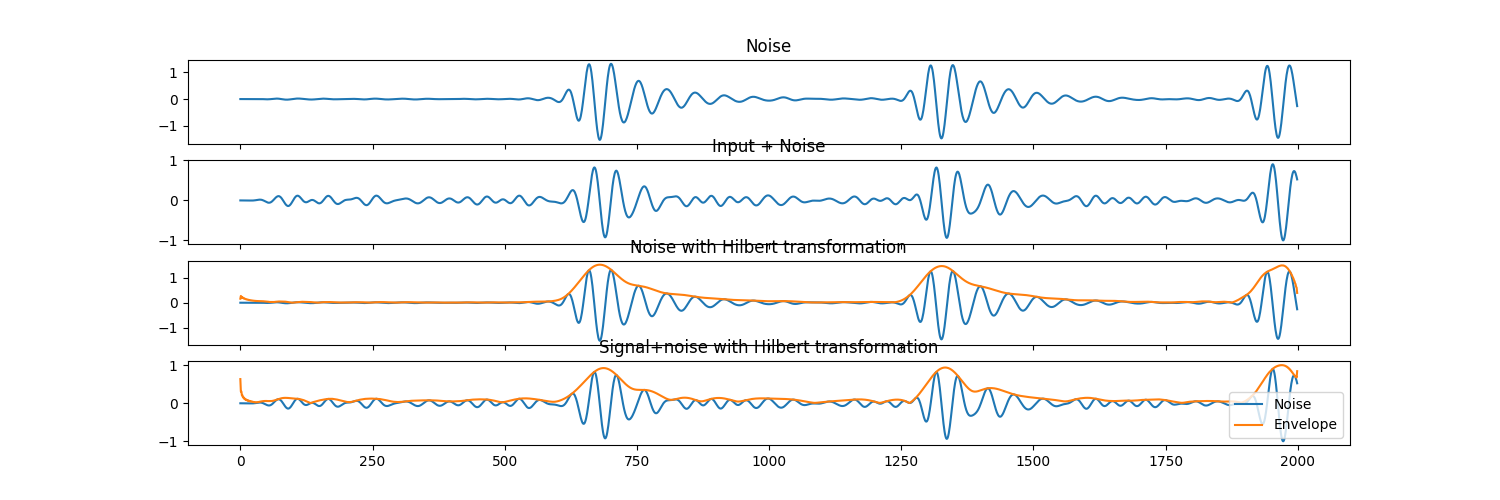 Noise
1
0
−1
Input + Noise
1
0
−1
Noise with Hilbert transformation
1
0
−1
Signal+noise with Hilbert transformation
1
0
−1
Noise
Envelope
0 250 500 750 1000 1250 1500 1750 2000